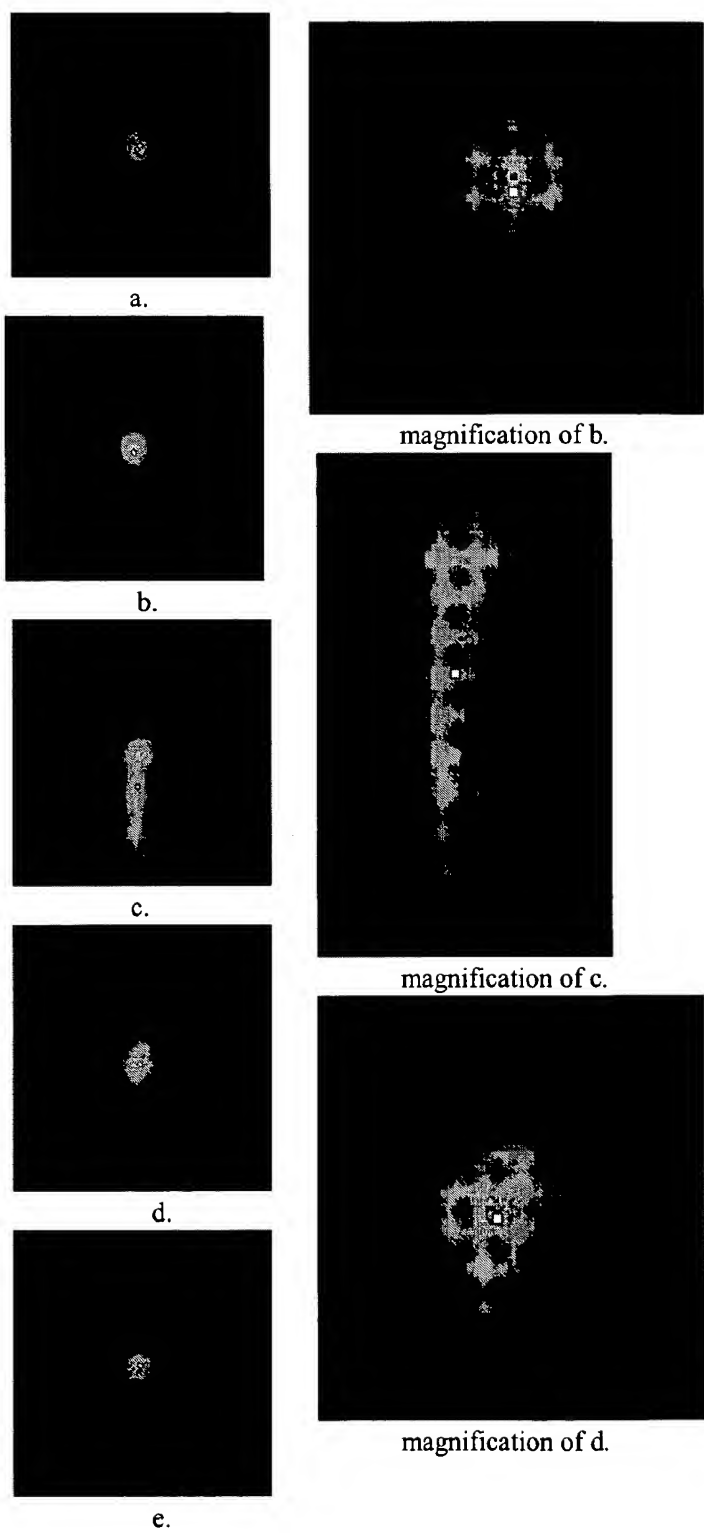 a.
magnification of b.
b.
c.
magnification of c.
d.
magnification of d.
e.